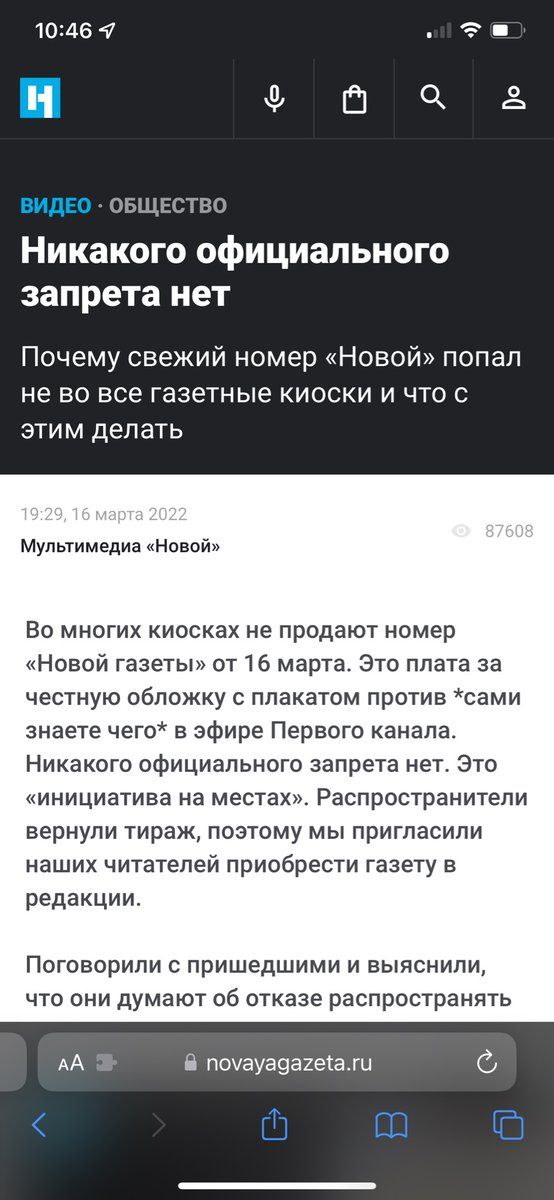 10:46
ВИДЕО · ОБЩЕСТВО
Никакого официального
запрета нет
Почему свежий номер «Новой» попал
не во все газетные киоски и что с
этим делать
19:29, 16 марта 2022
87608
Мультимедиа «Новой»
Во многих киосках не продают номер
«Новой газеты» от 16 марта. Это плата за
честную обложку с плакатом против *сами
знаете чего* в эфире Первого канала.
Никакого официального запрета нет. Это
«инициатива на местах». Распространители
вернули тираж, поэтому мы пригласили
наших читателей приобрести газету в
редакции.
Поговорили с пришедшими и выяснили,
что они думают об отказе распространять
AA novayagazeta.ru